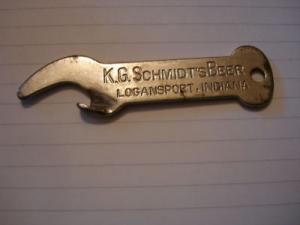 K.G. SCHMIDT'S BEER
LOGANSPORT, INDIANA